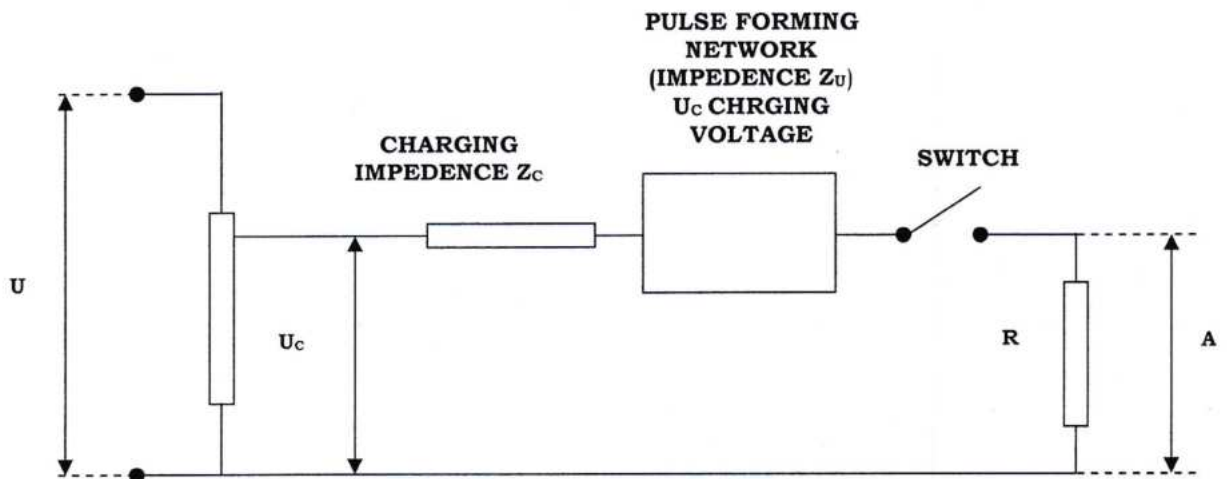 PULSE FORMING
NETWORK
(IMPEDENCE ZU)
UC CHRGING
VOLTAGE
CHARGING
IMPEDENCE ZC
SWITCH
U
UC
R
A